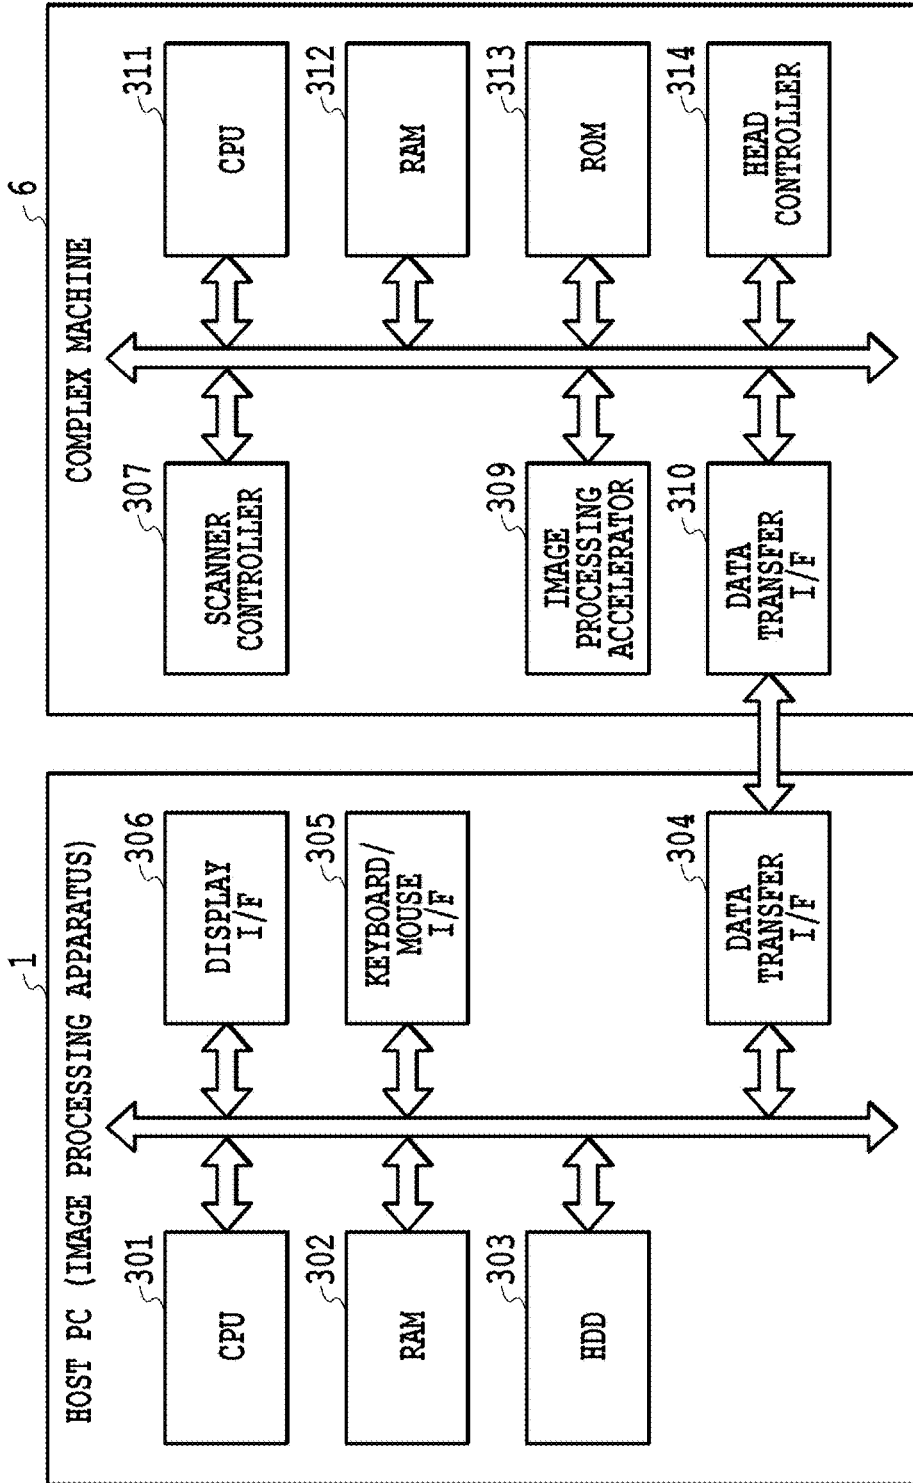 1
HOST PC (IMAGE PROCESSING APPARATUS)
301
CPU
302
RAM
303
HDD
306
DISPLAY
I/F
305
KEYBOARD/
MOUSE
I/F
304
DATA
TRANSFER
I/F
6
COMPLEX MACHINE
307
SCANNER
CONTROLLER
309
IMAGE
PROCESSING
ACCELERATOR
310
DATA
TRANSFER
I/F
311
CPU
312
RAM
313
ROM
314
HEAD
CONTROLLER